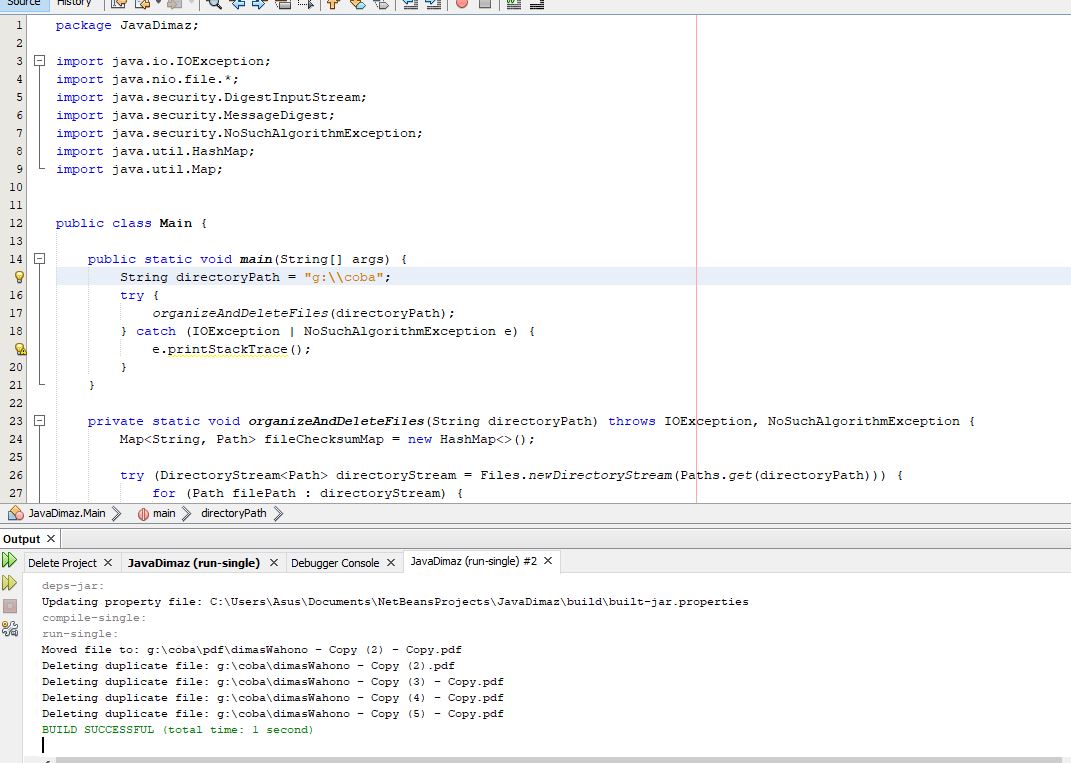 Source History
1 package JavaDimaz;
2
3 import java.io.IOException;
4 import java.nio.file.*;
5 import java.security.DigestInputStream;
6 import java.security.MessageDigest;
7 import java.security.NoSuchAlgorithmException;
8 import java.util.HashMap;
9 import java.util.Map;
10
11
12 public class Main {
13
14 public static void main(String[] args) {
String directoryPath = "g:\\coba";
16 try {
17 organizeAndDeleteFiles(directoryPath);
18 } catch (IOException | NoSuchAlgorithmException e) {
e.printStackTrace();
20 }
21 }
22
23 private static void organizeAndDeleteFiles(String directoryPath) throws IOException, NoSuchAlgorithmException {
24 Map<String, Path> fileChecksumMap = new HashMap<>();
25
26 try (DirectoryStream<Path> directoryStream = Files.newDirectoryStream(Paths.get(directoryPath))) {
27 for (Path filePath : directoryStream) {
JavaDimaz.Main main directoryPath
Output
Delete Project JavaDimaz (run-single) Debugger Console JavaDimaz (run-single) #2
deps-jar:
Updating property file: C:\Users\Asus\Documents\NetBeansProjects\JavaDimaz\build\built-jar.properties
compile-single:
run-single:
Moved file to: g:\coba\pdf\dimasWahono - Copy (2) - Copy.pdf
Deleting duplicate file: g:\coba\dimasWahono - Copy (2).pdf
Deleting duplicate file: g:\coba\dimasWahono - Copy (3) - Copy.pdf
Deleting duplicate file: g:\coba\dimasWahono - Copy (4) - Copy.pdf
Deleting duplicate file: g:\coba\dimasWahono - Copy (5) - Copy.pdf
BUILD SUCCESSFUL (total time: 1 second)